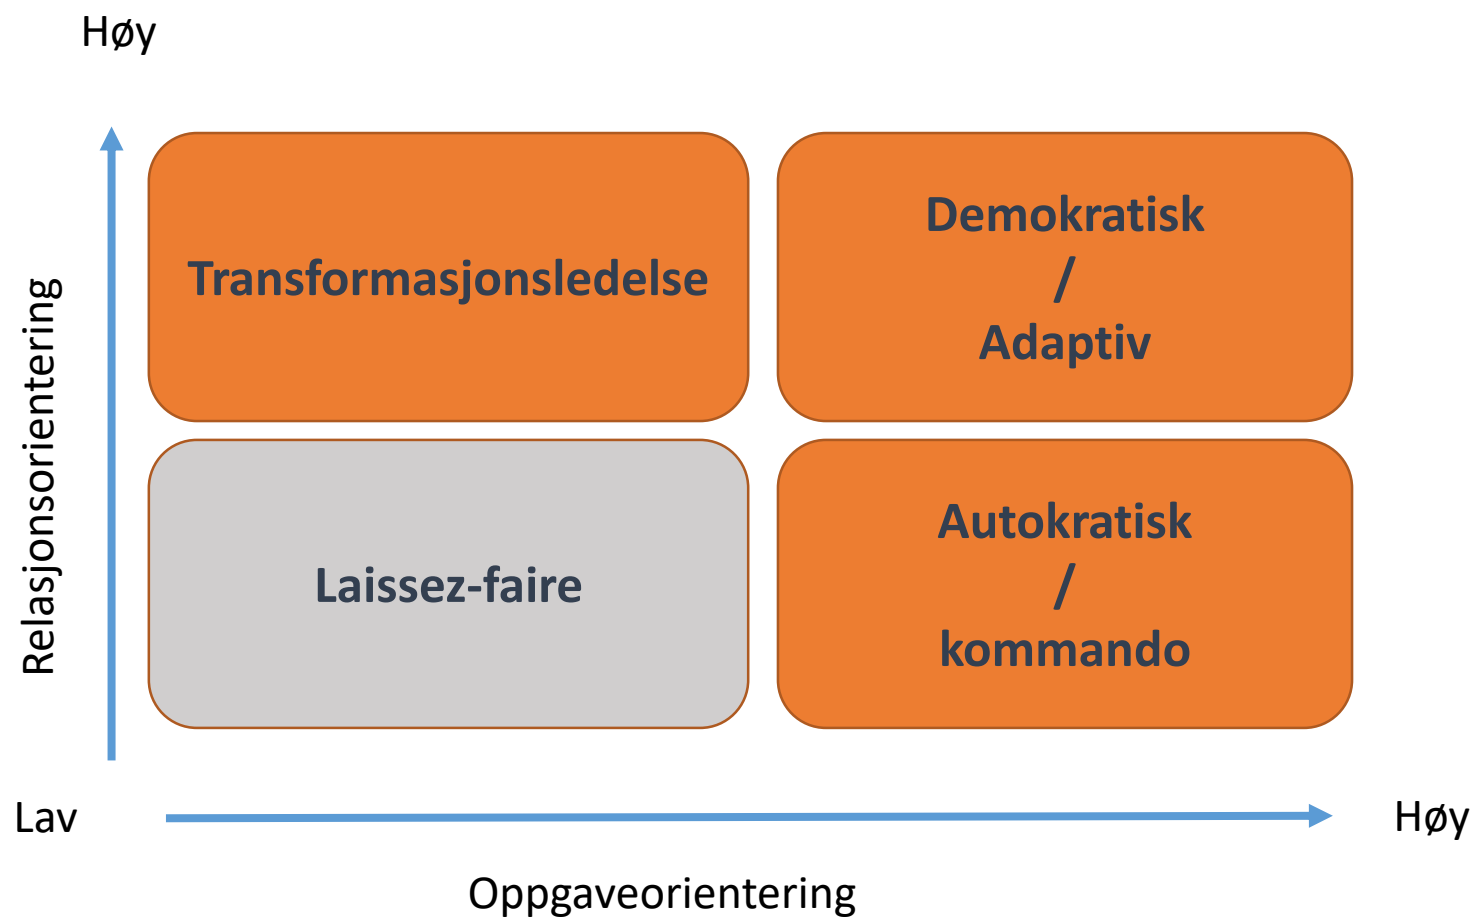 Høy
Relasjonsorientering
Transformasjonsledelse
Demokratisk
/
Adaptiv
Laissez-faire
Autokratisk
/
kommando
Lav
Høy
Oppgaveorientering